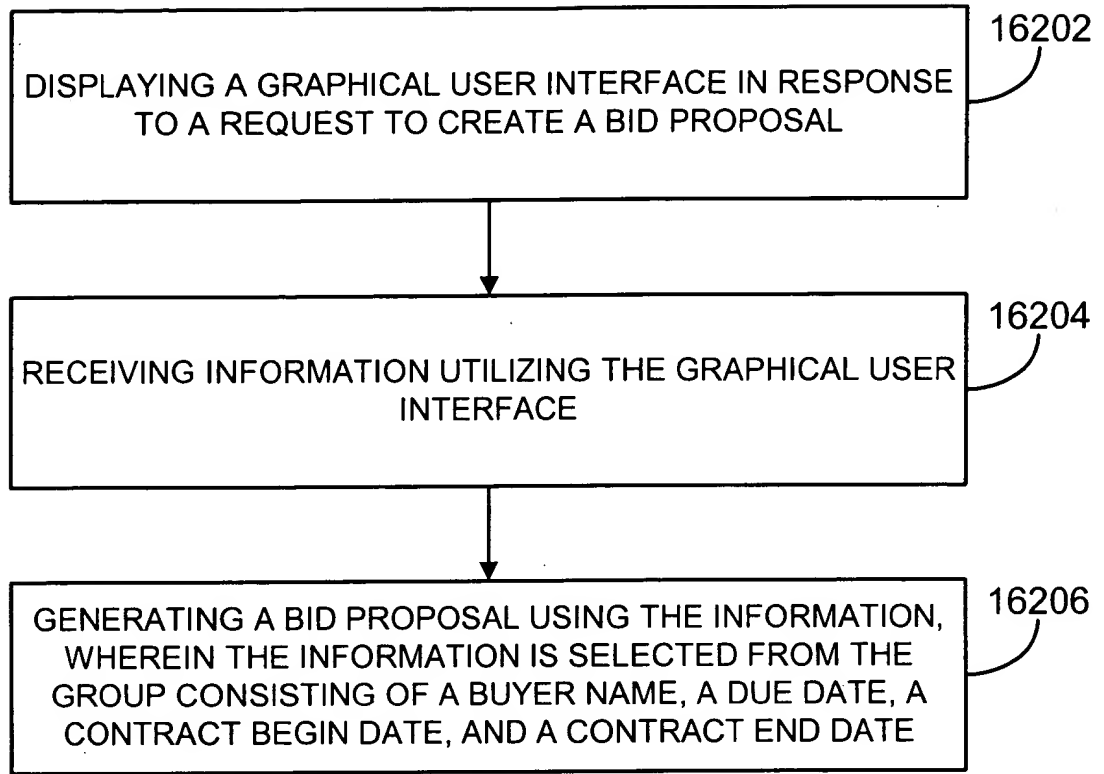 16202
DISPLAYING A GRAPHICAL USER INTERFACE IN RESPONSE
TO A REQUEST TO CREATE A BID PROPOSAL
16204
RECEIVING INFORMATION UTILIZING THE GRAPHICAL USER
INTERFACE
16206
GENERATING A BID PROPOSAL USING THE INFORMATION,
WHEREIN THE INFORMATION IS SELECTED FROM THE
GROUP CONSISTING OF A BUYER NAME, A DUE DATE, A
CONTRACT BEGIN DATE, AND A CONTRACT END DATE